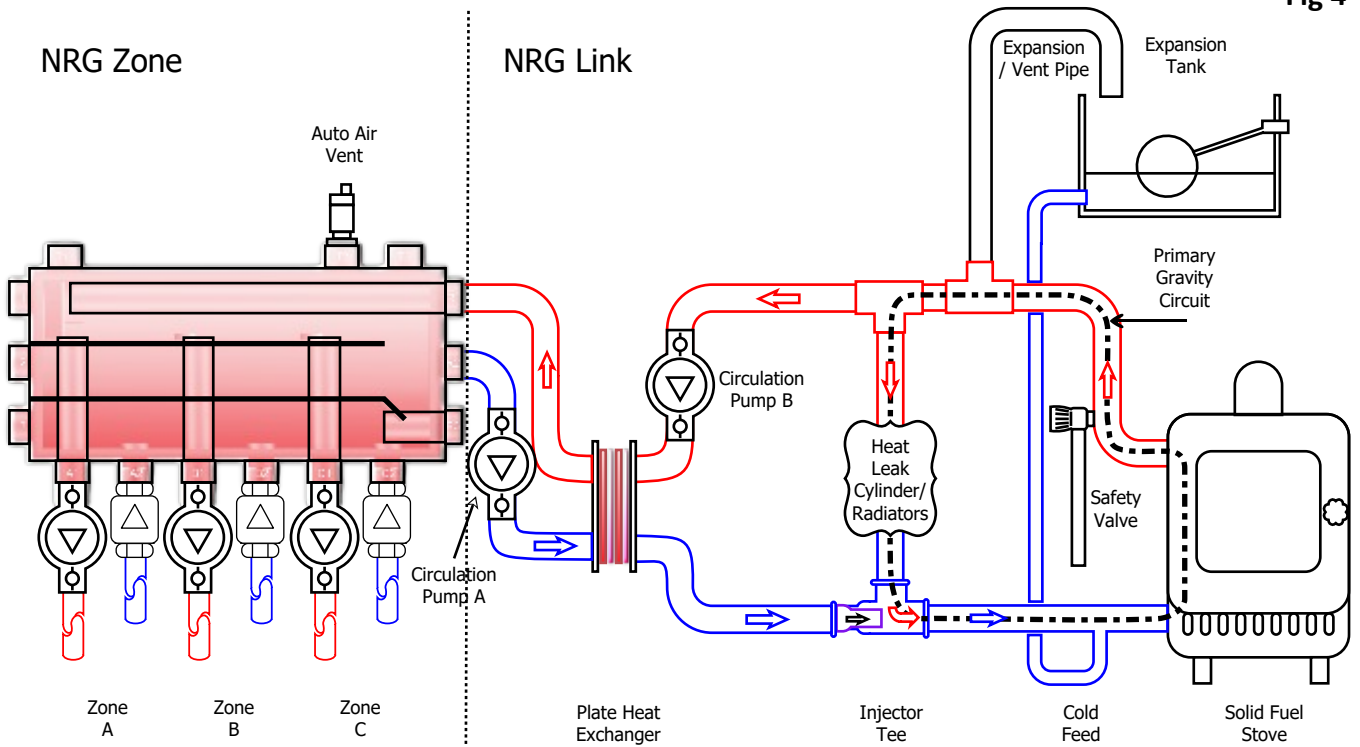 Fig 4
NRG Zone
NRG Link
Expansion
/ Vent Pipe
Expansion
Tank
Auto Air
Vent
Primary
Gravity
Circuit
Circulation
Pump B
Heat
Leak
Cylinder/
Radiators
Safety
Valve
Circulation
Pump A
Zone
A
Zone
B
Zone
C
Plate Heat
Exchanger
Injector
Tee
Cold
Feed
Solid Fuel
Stove